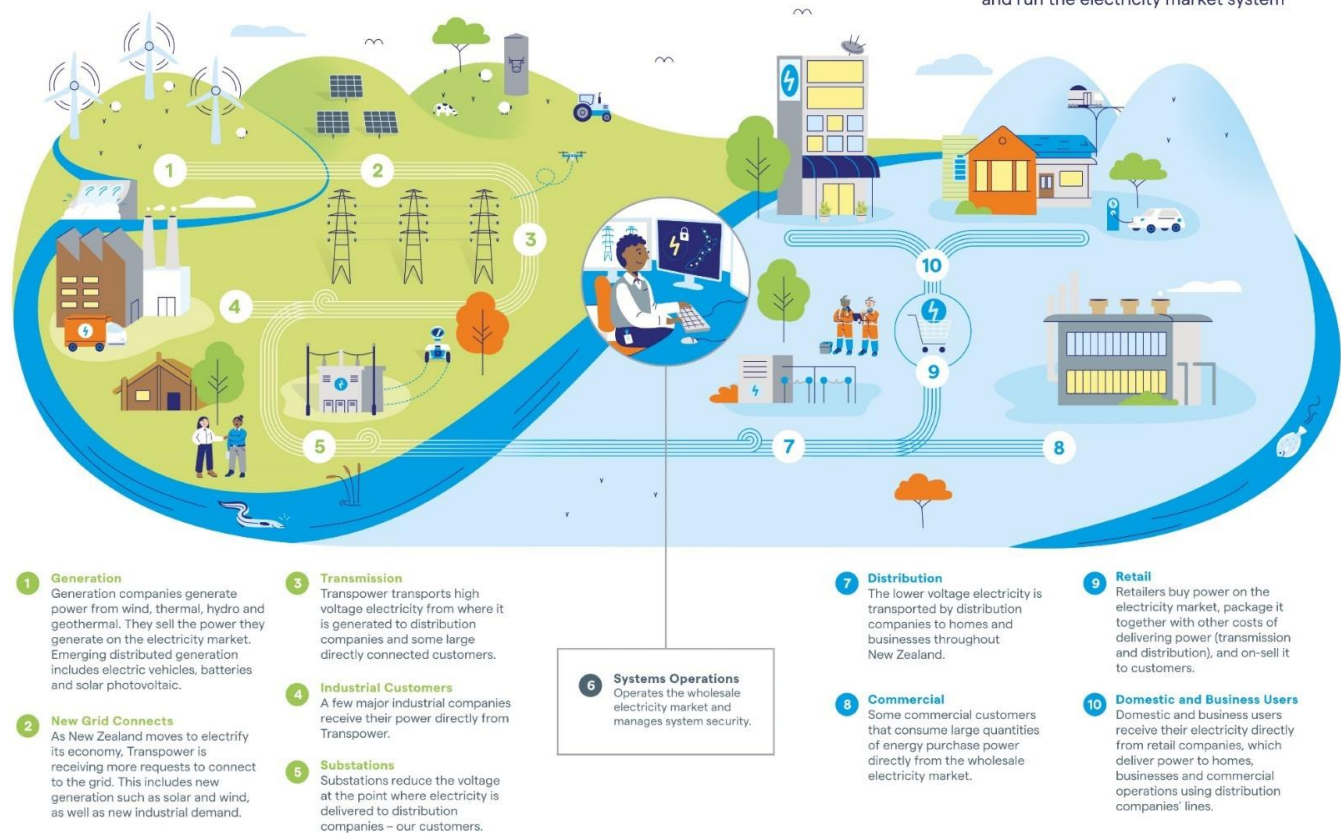 and run the electricity market system
1
2
3
4
5
10
9
7
8
1 Generation
Generation companies generate
power from wind, thermal, hydro and
geothermal. They sell the power they
generate on the electricity market.
Emerging distributed generation
includes electric vehicles, batteries
and solar photovoltaic.
2 New Grid Connects
As New Zealand moves to electrify
its economy, Transpower is
receiving more requests to connect
to the grid. This includes new
generation such as solar and wind,
as well as new industrial demand.
3 Transmission
Transpower transports high
voltage electricity from where it
is generated to distribution
companies and some large
directly connected customers.
4 Industrial Customers
A few major industrial companies
receive their power directly from
Transpower.
5 Substations
Substations reduce the voltage
at the point where electricity is
delivered to distribution
companies – our customers.
6 Systems Operations
Operates the wholesale
electricity market and
manages system security.
7 Distribution
The lower voltage electricity is
transported by distribution
companies to homes and
businesses throughout
New Zealand.
8 Commercial
Some commercial customers
that consume large quantities
of energy purchase power
directly from the wholesale
electricity market.
9 Retail
Retailers buy power on the
electricity market, package it
together with other costs of
delivering power (transmission
and distribution), and on-sell it
to customers.
10 Domestic and Business Users
Domestic and business users
receive their electricity directly
from retail companies, which
deliver power to homes,
businesses and commercial
operations using distribution
companies' lines.